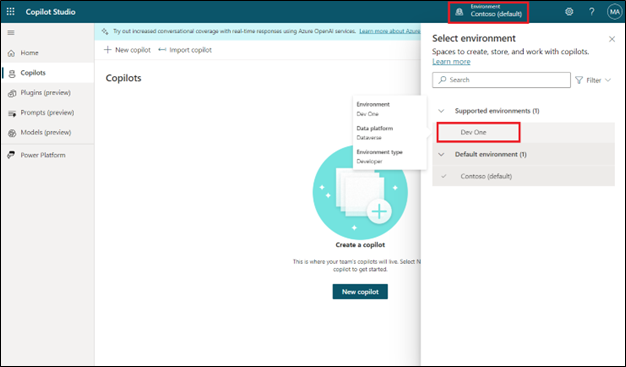 Copilot Studio
Environment
Contoso (default)
?
MA
Home
Copilots
Plugins (preview)
Prompts (preview)
Models (preview)
Power Platform
Try out increased conversational coverage with real-time responses using Azure OpenAI services. Learn more about Azure
+ New copilot
Import copilot
Copilots
Environment
Dev One
Data platform
Dataverse
Environment type
Developer
Create a copilot
This is where your team's copilots will live. Select N
copilot to get started.
New copilot
Select environment
Spaces to create, store, and work with copilots.
Learn more
Search
Filter
Supported environments (1)
Dev One
Default environment (1)
Contoso (default)